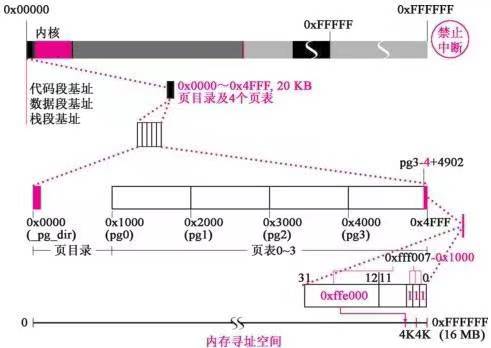 0x00000
内核
0xFFFFF
0xFFFFFF
禁止
中断
代码段基址
数据段基址
栈段基址
0x0000～0x4FFF, 20 KB
页目录及4个页表
pg3-4+4902
0x0000
(_pg_dir)
0x1000
(pg0)
0x2000
(pg1)
0x3000
(pg2)
0x4000
(pg3)
0x4FFF
页目录
页表0~3
0xfff007-0x1000
31
12
11
0
0xffe000
1
1
1
0
4K
4K
0xFFFFFF
(16 MB)
内存寻址空间